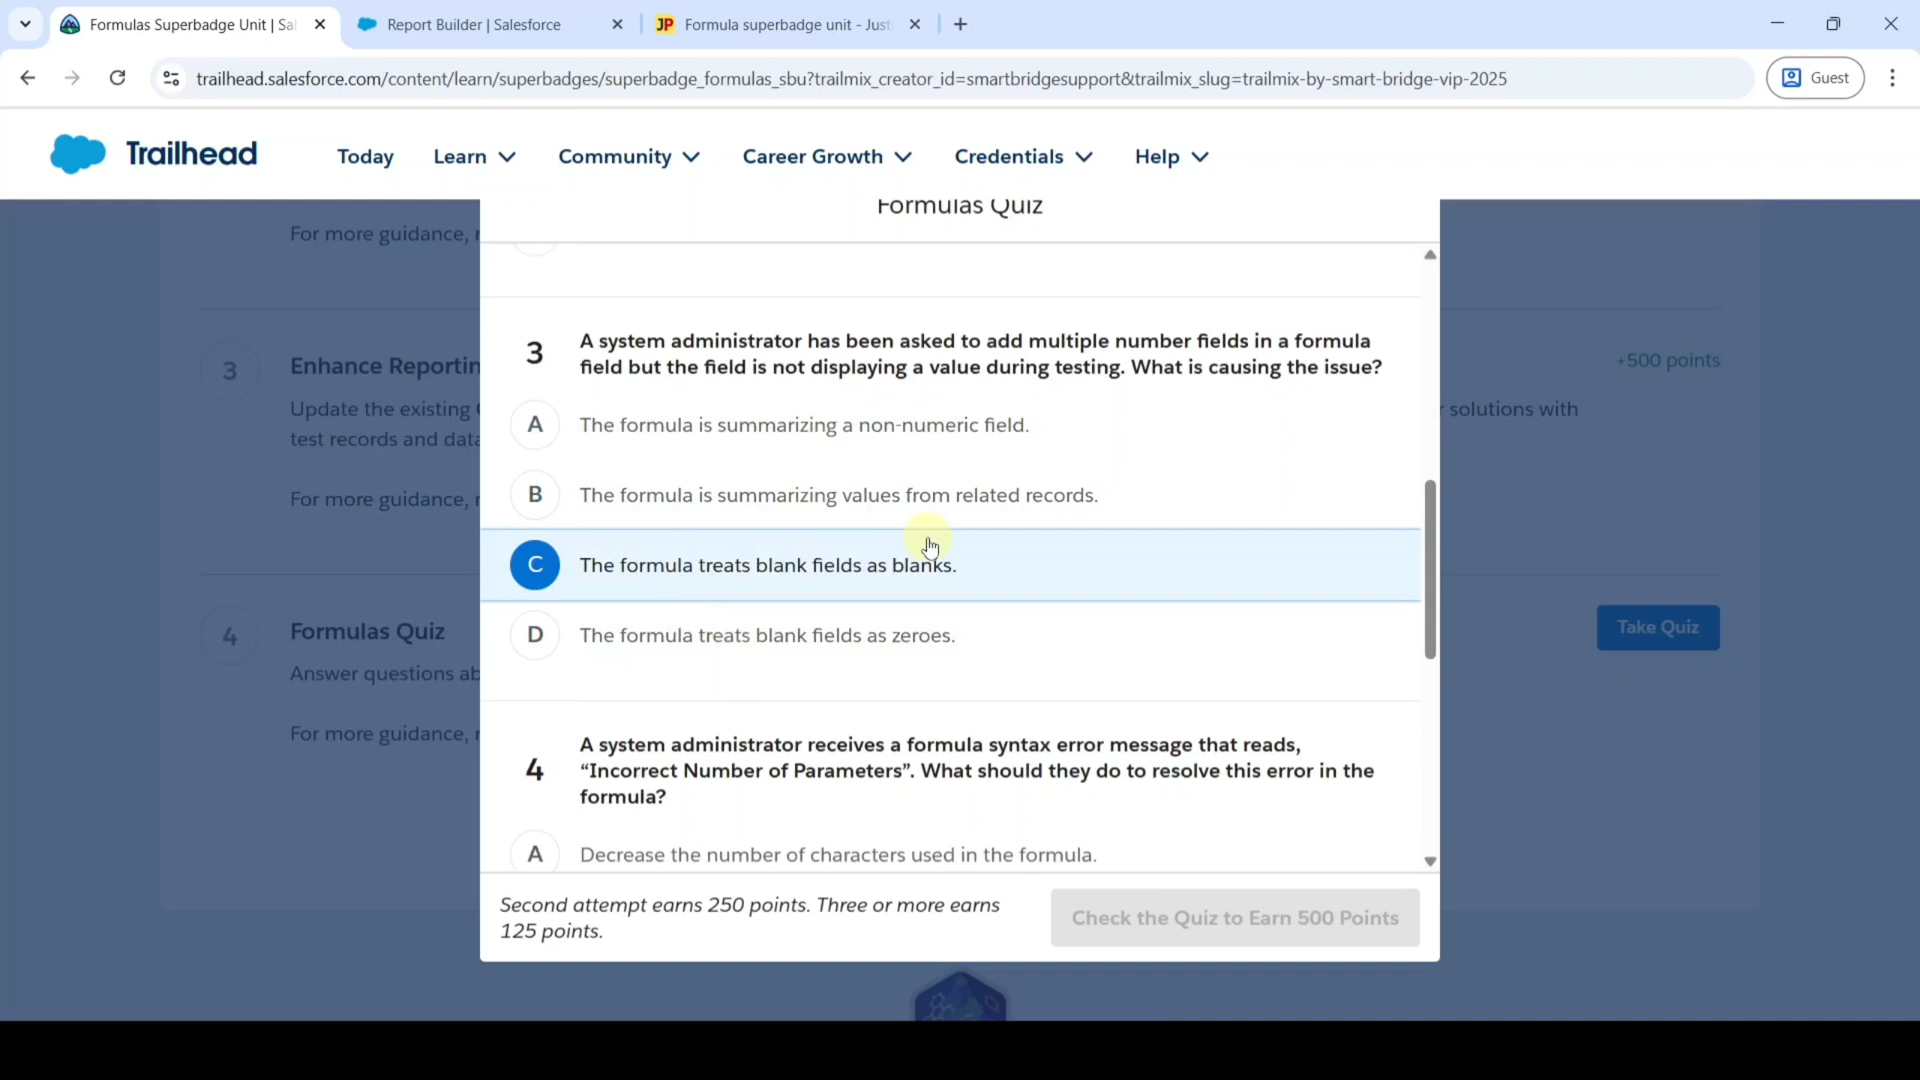 Formulas Superbadge Unit | Sal
Report Builder | Salesforce
JP Formula superbadge unit - Justi
trailhead.salesforce.com/content/learn/superbadges/superbadge_formulas_sbu?trailmix_creator_id=smartbridgesupport&trailmix_slug=trailmix-by-smart-bridge-vip-2025
Guest
Trailhead
Today
Learn
Community
Career Growth
Credentials
Help
Formulas Quiz
For more guidance, r
3
A system administrator has been asked to add multiple number fields in a formula
field but the field is not displaying a value during testing. What is causing the issue?
A The formula is summarizing a non-numeric field.
B The formula is summarizing values from related records.
C The formula treats blank fields as blanks.
D The formula treats blank fields as zeroes.
4
A system administrator receives a formula syntax error message that reads,
“Incorrect Number of Parameters”. What should they do to resolve this error in the
formula?
A Decrease the number of characters used in the formula.
Second attempt earns 250 points. Three or more earns
125 points.
Check the Quiz to Earn 500 Points
3 Enhance Reportin
+500 points
Update the existing
r solutions with
test records and data
For more guidance, r
4 Formulas Quiz
Take Quiz
Answer questions ab
For more guidance, r